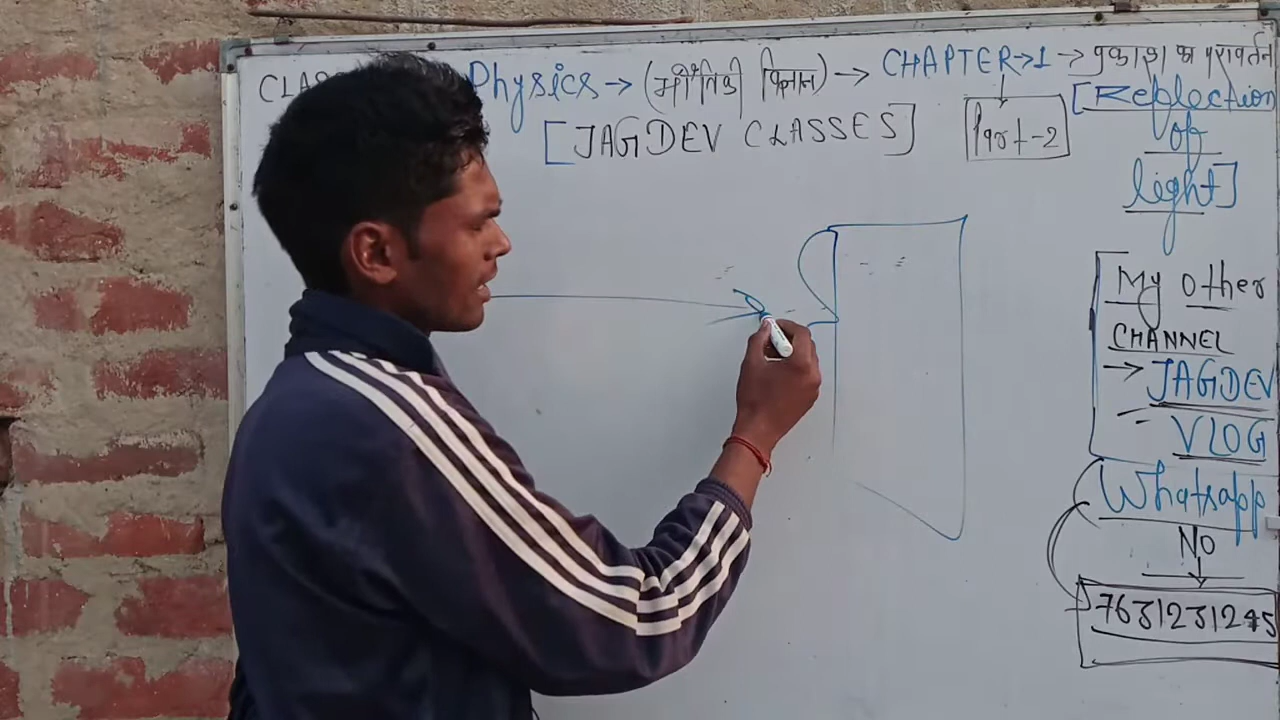 CLAS Physics → (भौतिकी विज्ञान) → CHAPTER→1 → प्रकाश का परावर्तन
[JAGDEV CLASSES]
Part-2
[Reflection
of
light]
My other
CHANNEL
→ JAGDEV
VLOG
Whatsapp
No
7631231245